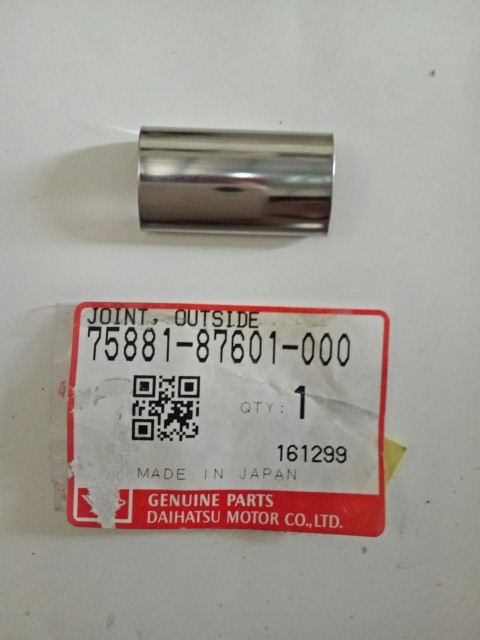 JOINT, OUTSIDE
75881-87601-000
QTY: 1
161299
MADE IN JAPAN
GENUINE PARTS
DAIHATSU MOTOR CO.,LTD.